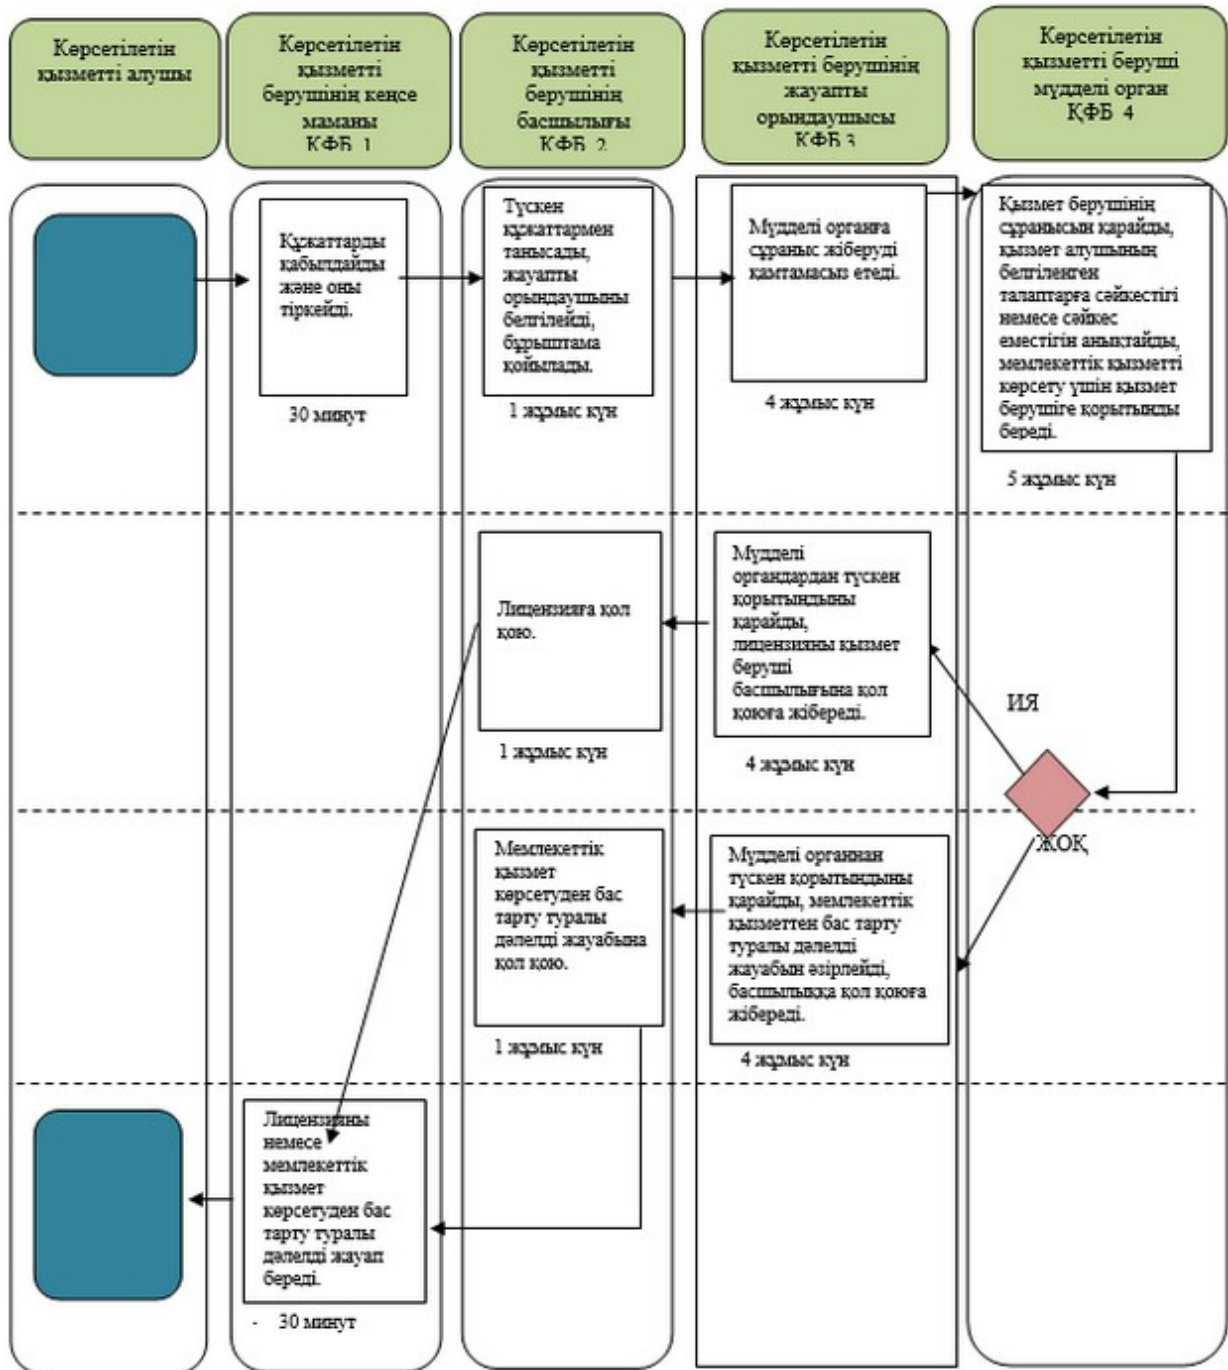 Көрсетілетін
қызметті алушы
Көрсетілетін
қызметті
берушінің кеңсе
маманы
ҚФБ 1
Көрсетілетін
қызметті
берушінің
басшылығы
ҚФБ 2
Көрсетілетін
қызметті берушінің
жауапты
орындаушысы
ҚФБ 3
Көрсетілетін
қызметті беруші
мүдделі орган
ҚФБ 4
Құжаттарды
қабылдайды
және оны
тіркейді.
30 минут
Түскен
құжаттармен
танысады,
жауапты
орындаушыны
белгілейді,
бұрыштама
қойылады.
1 жұмыс күн
Мүдделі органға
сұраныс жіберуді
қамтамасыз етеді.
4 жұмыс күн
Қызмет берушінің
сұранысын қарайды,
қызмет алушының
белгіленген
талаптарға сәйкестігі
немесе сәйкес
еместігін анықтайды,
мемлекеттік қызметті
көрсету үшін қызмет
берушіге қорытынды
береді.
5 жұмыс күн
Лицензияға қол
қою.
1 жұмыс күн
Мүдделі
органдардан түскен
қорытындыны
қарайды,
лицензияны қызмет
беруші
басшылығына қол
қоюға жібереді.
4 жұмыс күн
ИЯ
ЖОҚ
Мемлекеттік
қызмет
көрсетуден бас
тарту туралы
дәлелді жауабына
қол қою.
1 жұмыс күн
Мүдделі органнан
түскен қорытындыны
қарайды, мемлекеттік
қызметтен бас тарту
туралы дәлелді
жауабын әзірлейді,
басшылыққа қол қоюға
жібереді.
4 жұмыс күн
Лицензияны
немесе
мемлекеттік
қызмет
көрсетуден бас
тарту туралы
дәлелді жауап
береді.
- 30 минут